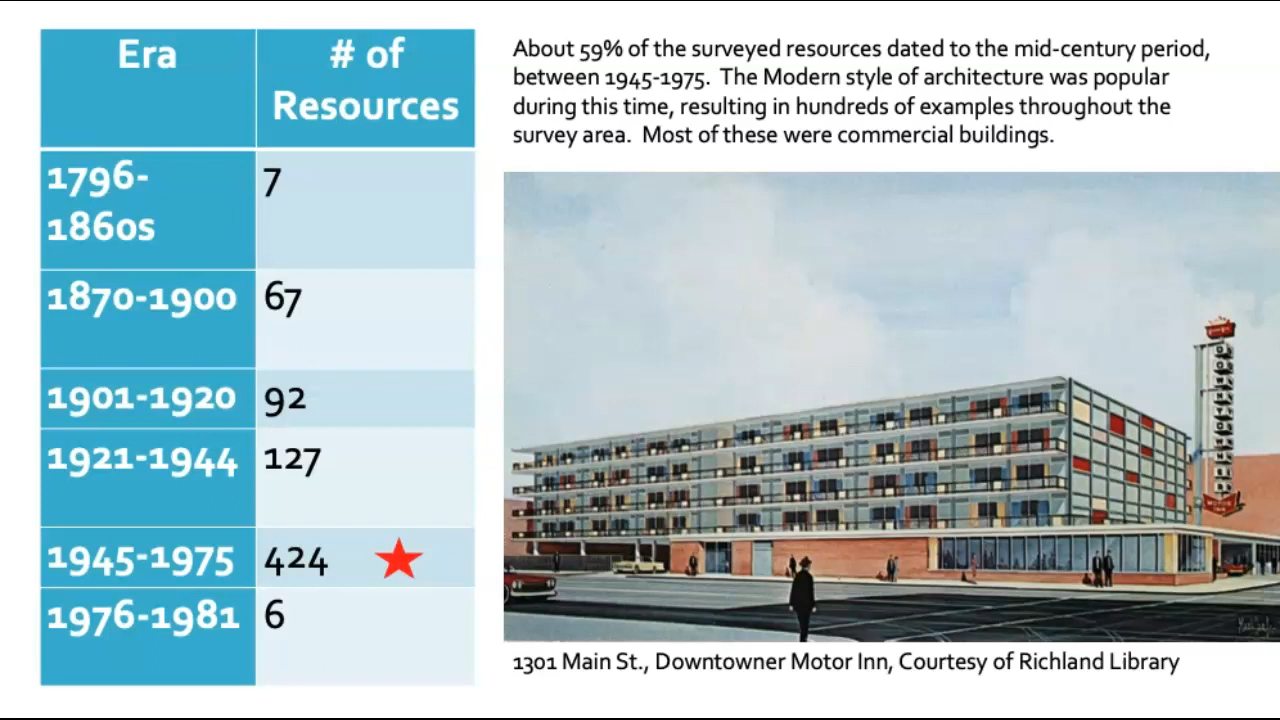 Era
# of
Resources
1796-
1860s
7
1870-1900
67
1901-1920
92
1921-1944
127
1945-1975
424
1976-1981
6
About 59% of the surveyed resources dated to the mid-century period,
between 1945-1975.  The Modern style of architecture was popular
during this time, resulting in hundreds of examples throughout the
survey area.  Most of these were commercial buildings.
1301 Main St., Downtowner Motor Inn, Courtesy of Richland Library